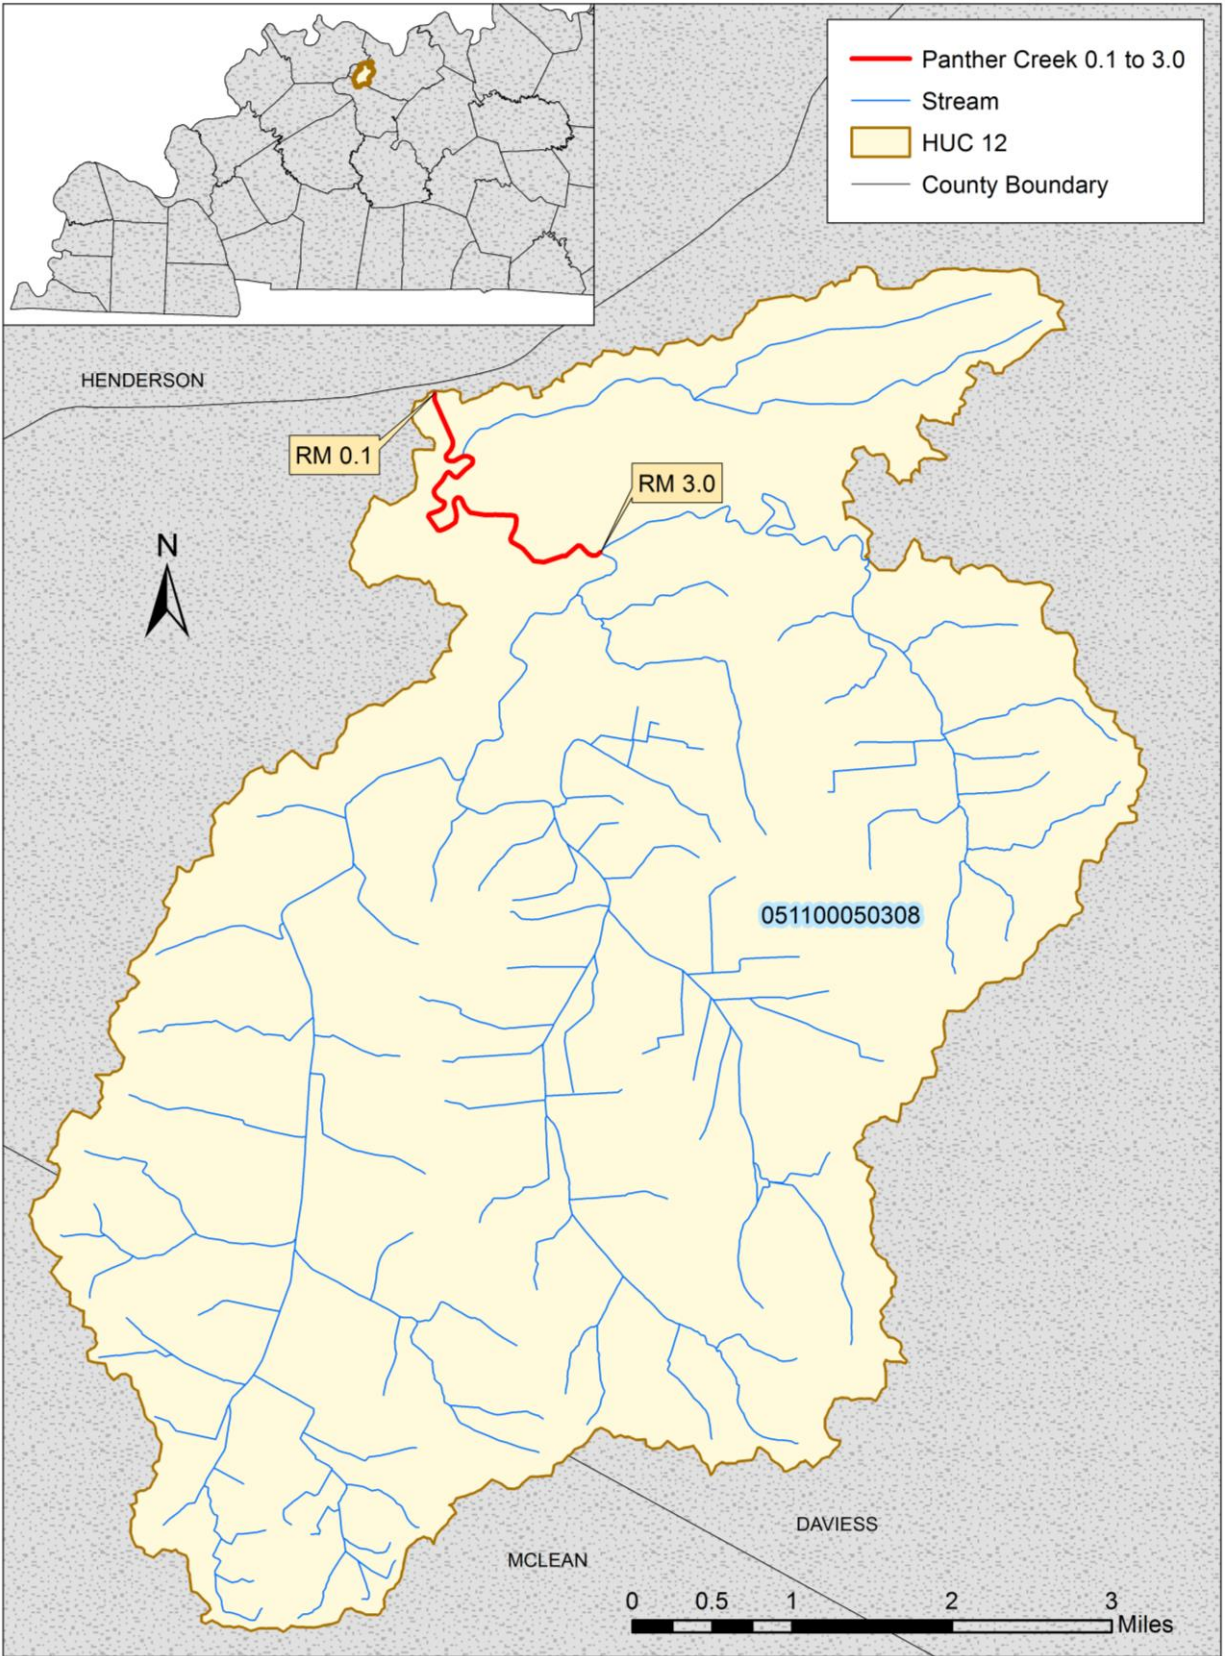 Panther Creek 0.1 to 3.0
Stream
HUC 12
County Boundary
HENDERSON
RM 0.1
RM 3.0
N
051100050308
DAVIESS
MCLEAN
0 0.5 1 2 3
Miles